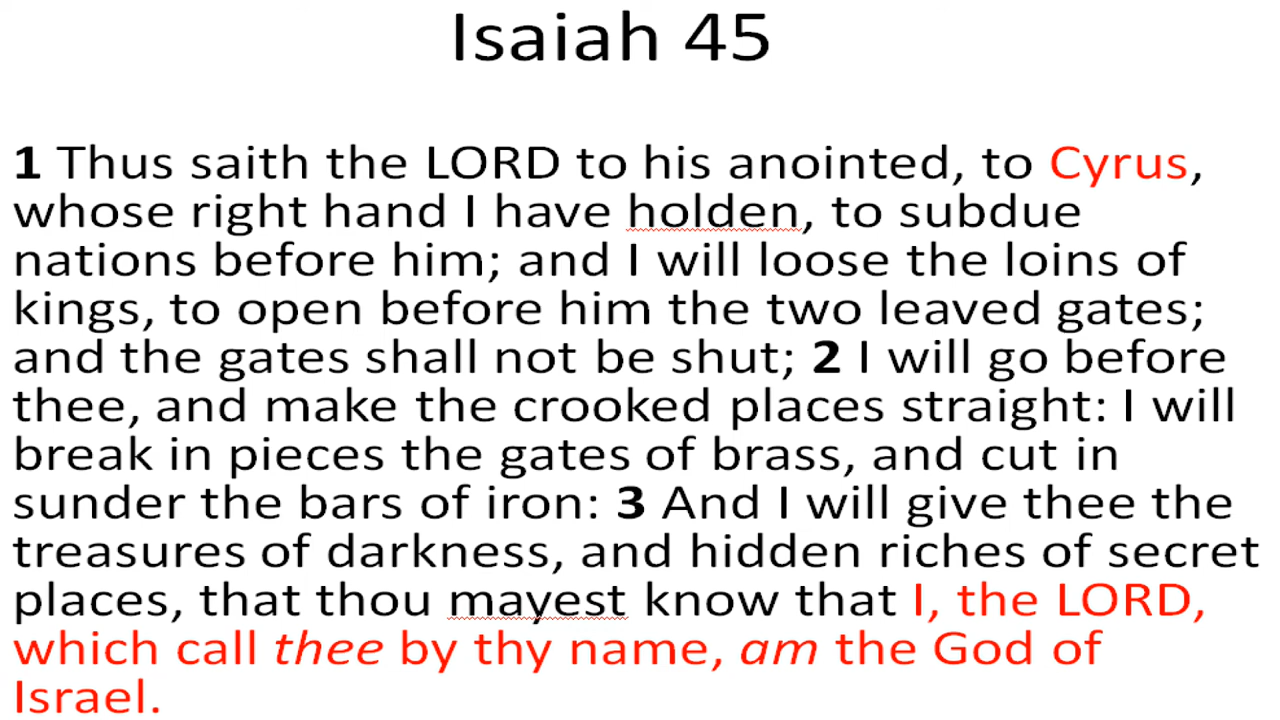 Isaiah 45
1 Thus saith the LORD to his anointed, to Cyrus,
whose right hand I have holden, to subdue
nations before him; and I will loose the loins of
kings, to open before him the two leaved gates;
and the gates shall not be shut; 2 I will go before
thee, and make the crooked places straight: I will
break in pieces the gates of brass, and cut in
sunder the bars of iron: 3 And I will give thee the
treasures of darkness, and hidden riches of secret
places, that thou mayest know that I, the LORD,
which call thee by thy name, am the God of
Israel.